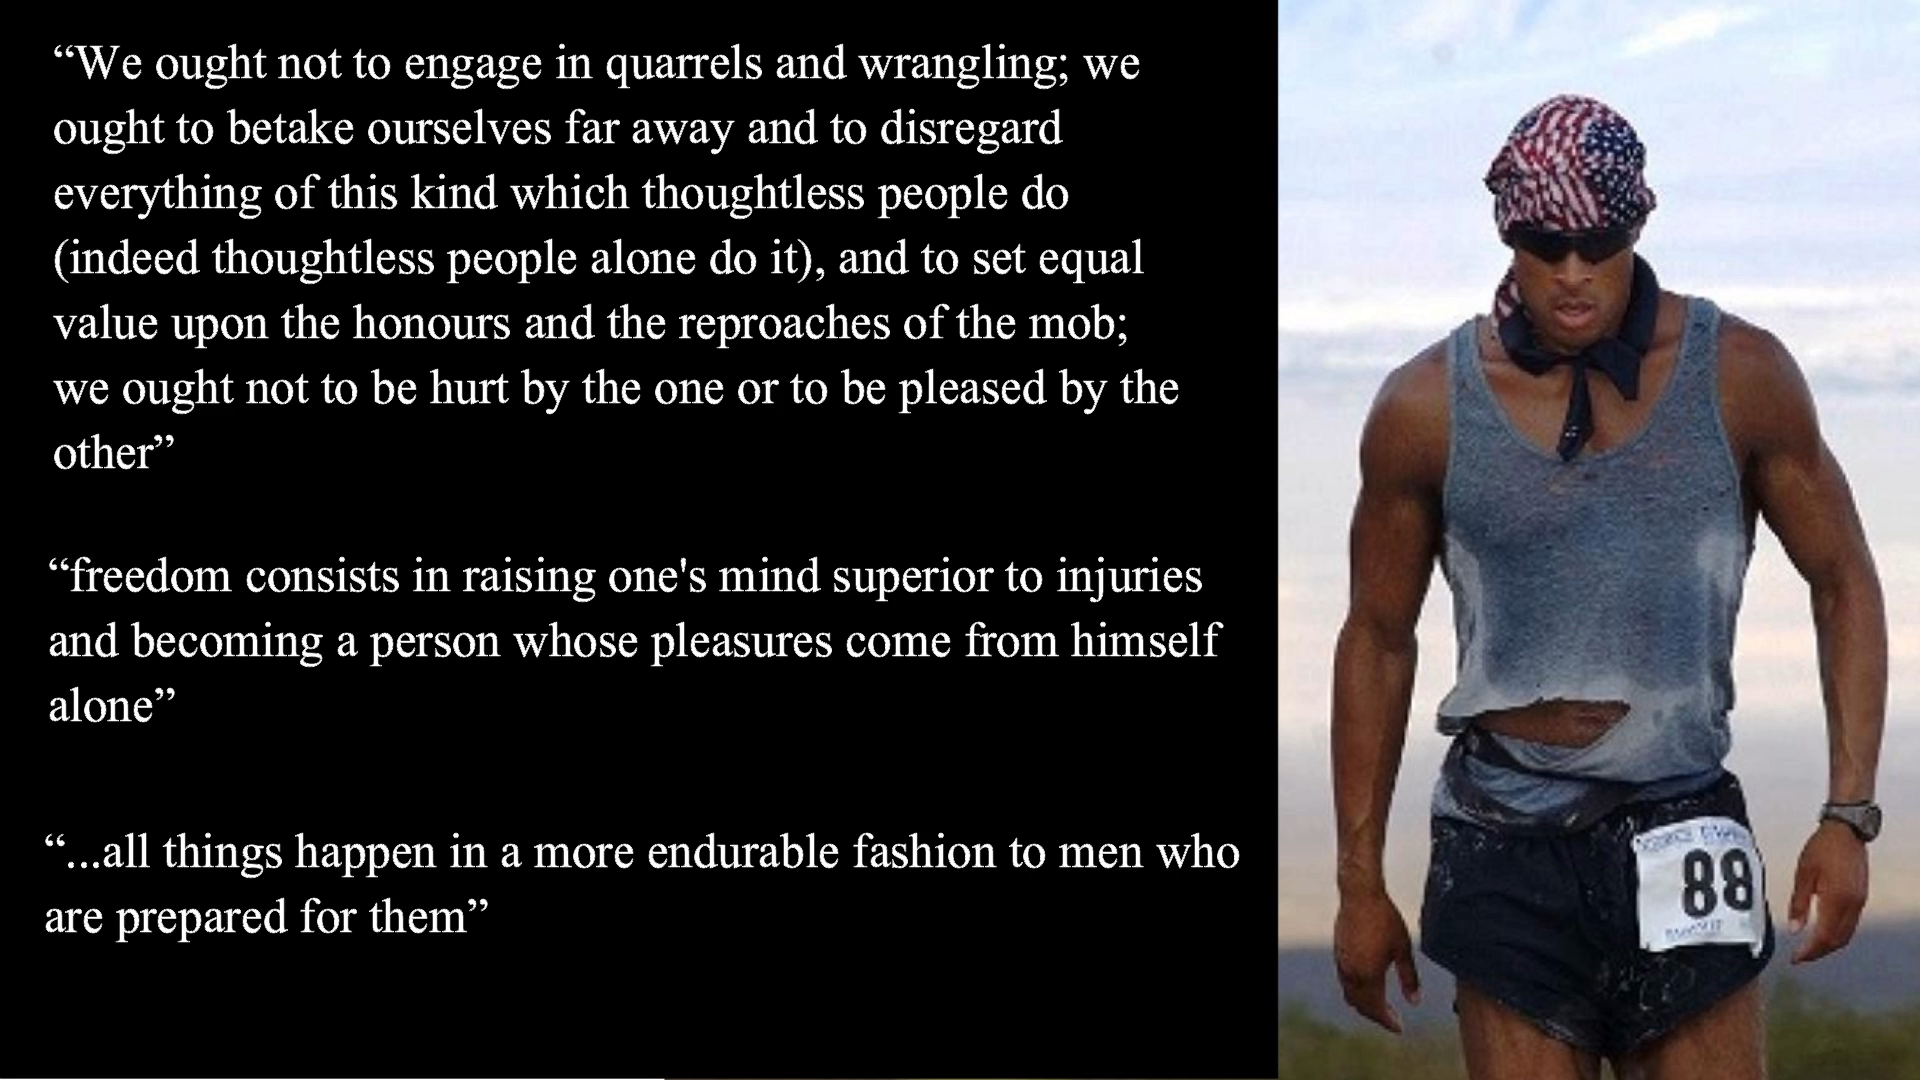 “We ought not to engage in quarrels and wrangling; we
ought to betake ourselves far away and to disregard
everything of this kind which thoughtless people do
(indeed thoughtless people alone do it), and to set equal
value upon the honours and the reproaches of the mob;
we ought not to be hurt by the one or to be pleased by the
other”
“freedom consists in raising one's mind superior to injuries
and becoming a person whose pleasures come from himself
alone”
“...all things happen in a more endurable fashion to men who
are prepared for them”
88